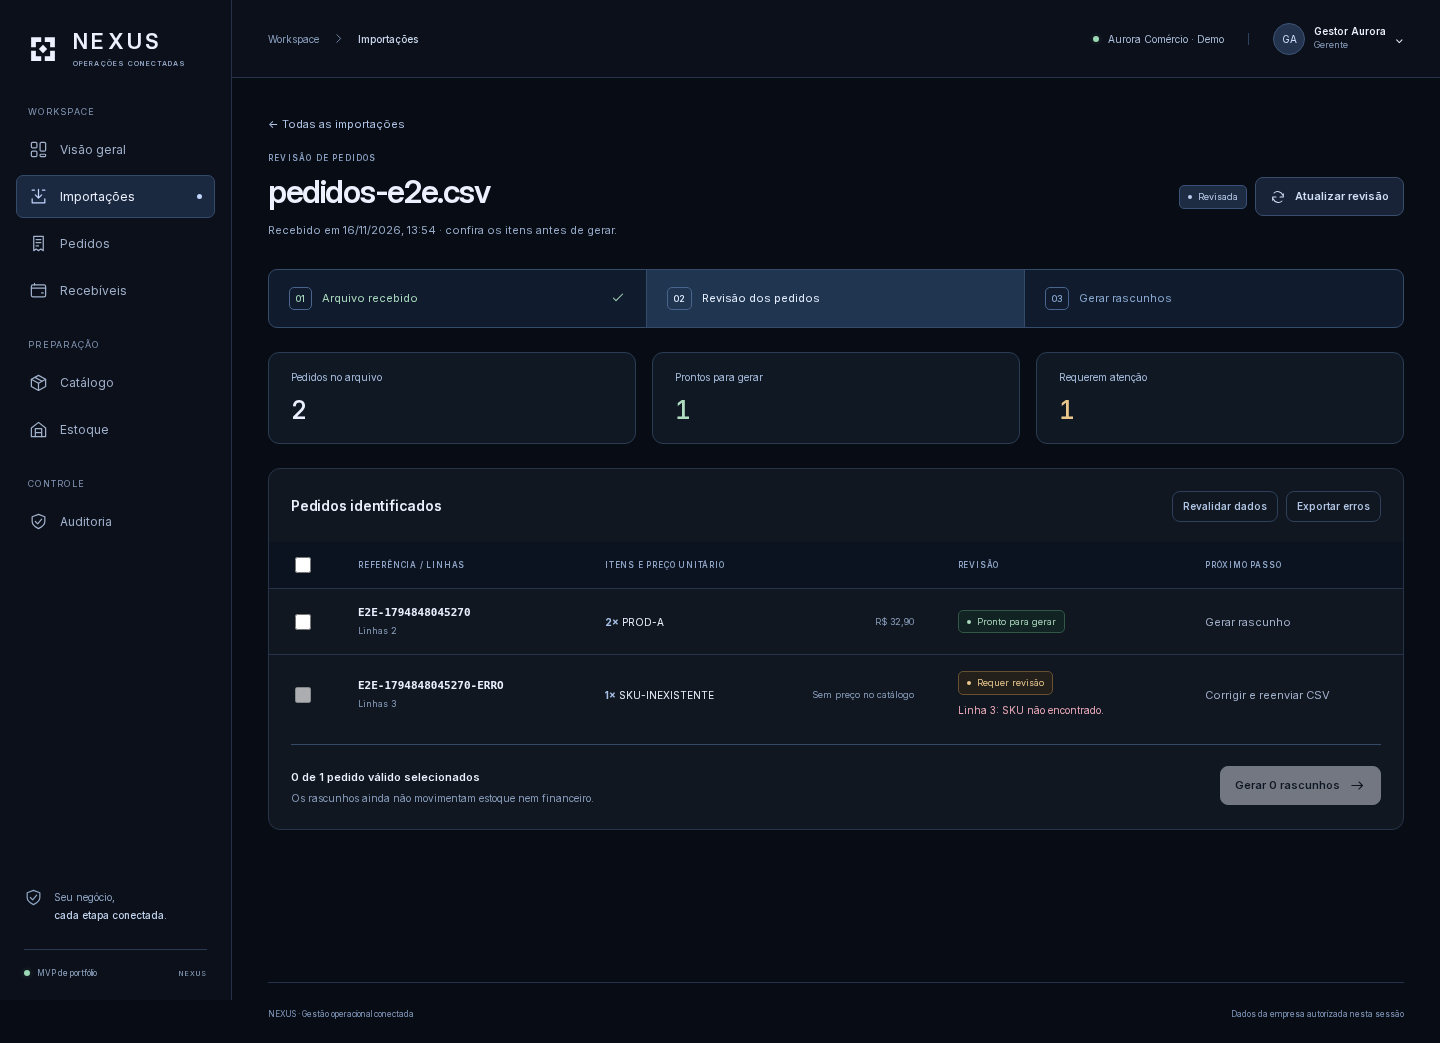 NEXUS
OPERAÇÕES CONECTADAS
WORKSPACE
Visão geral
Importações
Pedidos
Recebíveis
PREPARAÇÃO
Catálogo
Estoque
CONTROLE
Auditoria
Seu negócio,
cada etapa conectada.
MVP de portfólio
NEXUS
Workspace
Importações
Aurora Comércio · Demo
GA
Gestor Aurora
Gerente
← Todas as importações
REVISÃO DE PEDIDOS
pedidos-e2e.csv
Recebido em 16/11/2026, 13:54 · confira os itens antes de gerar.
Revisada
Atualizar revisão
01 Arquivo recebido
02 Revisão dos pedidos
03 Gerar rascunhos
Pedidos no arquivo
2
Prontos para gerar
1
Requerem atenção
1
Pedidos identificados
Revalidar dados
Exportar erros
REFERÊNCIA / LINHAS ITENS E PREÇO UNITÁRIO REVISÃO PRÓXIMO PASSO
E2E-1794848045270
Linhas 2
2× PROD-A R$ 32,90
Pronto para gerar
Gerar rascunho
E2E-1794848045270-ERRO
Linhas 3
1× SKU-INEXISTENTE Sem preço no catálogo
Requer revisão
Linha 3: SKU não encontrado.
Corrigir e reenviar CSV
0 de 1 pedido válido selecionados
Os rascunhos ainda não movimentam estoque nem financeiro.
Gerar 0 rascunhos →
NEXUS · Gestão operacional conectada
Dados da empresa autorizada nesta sessão